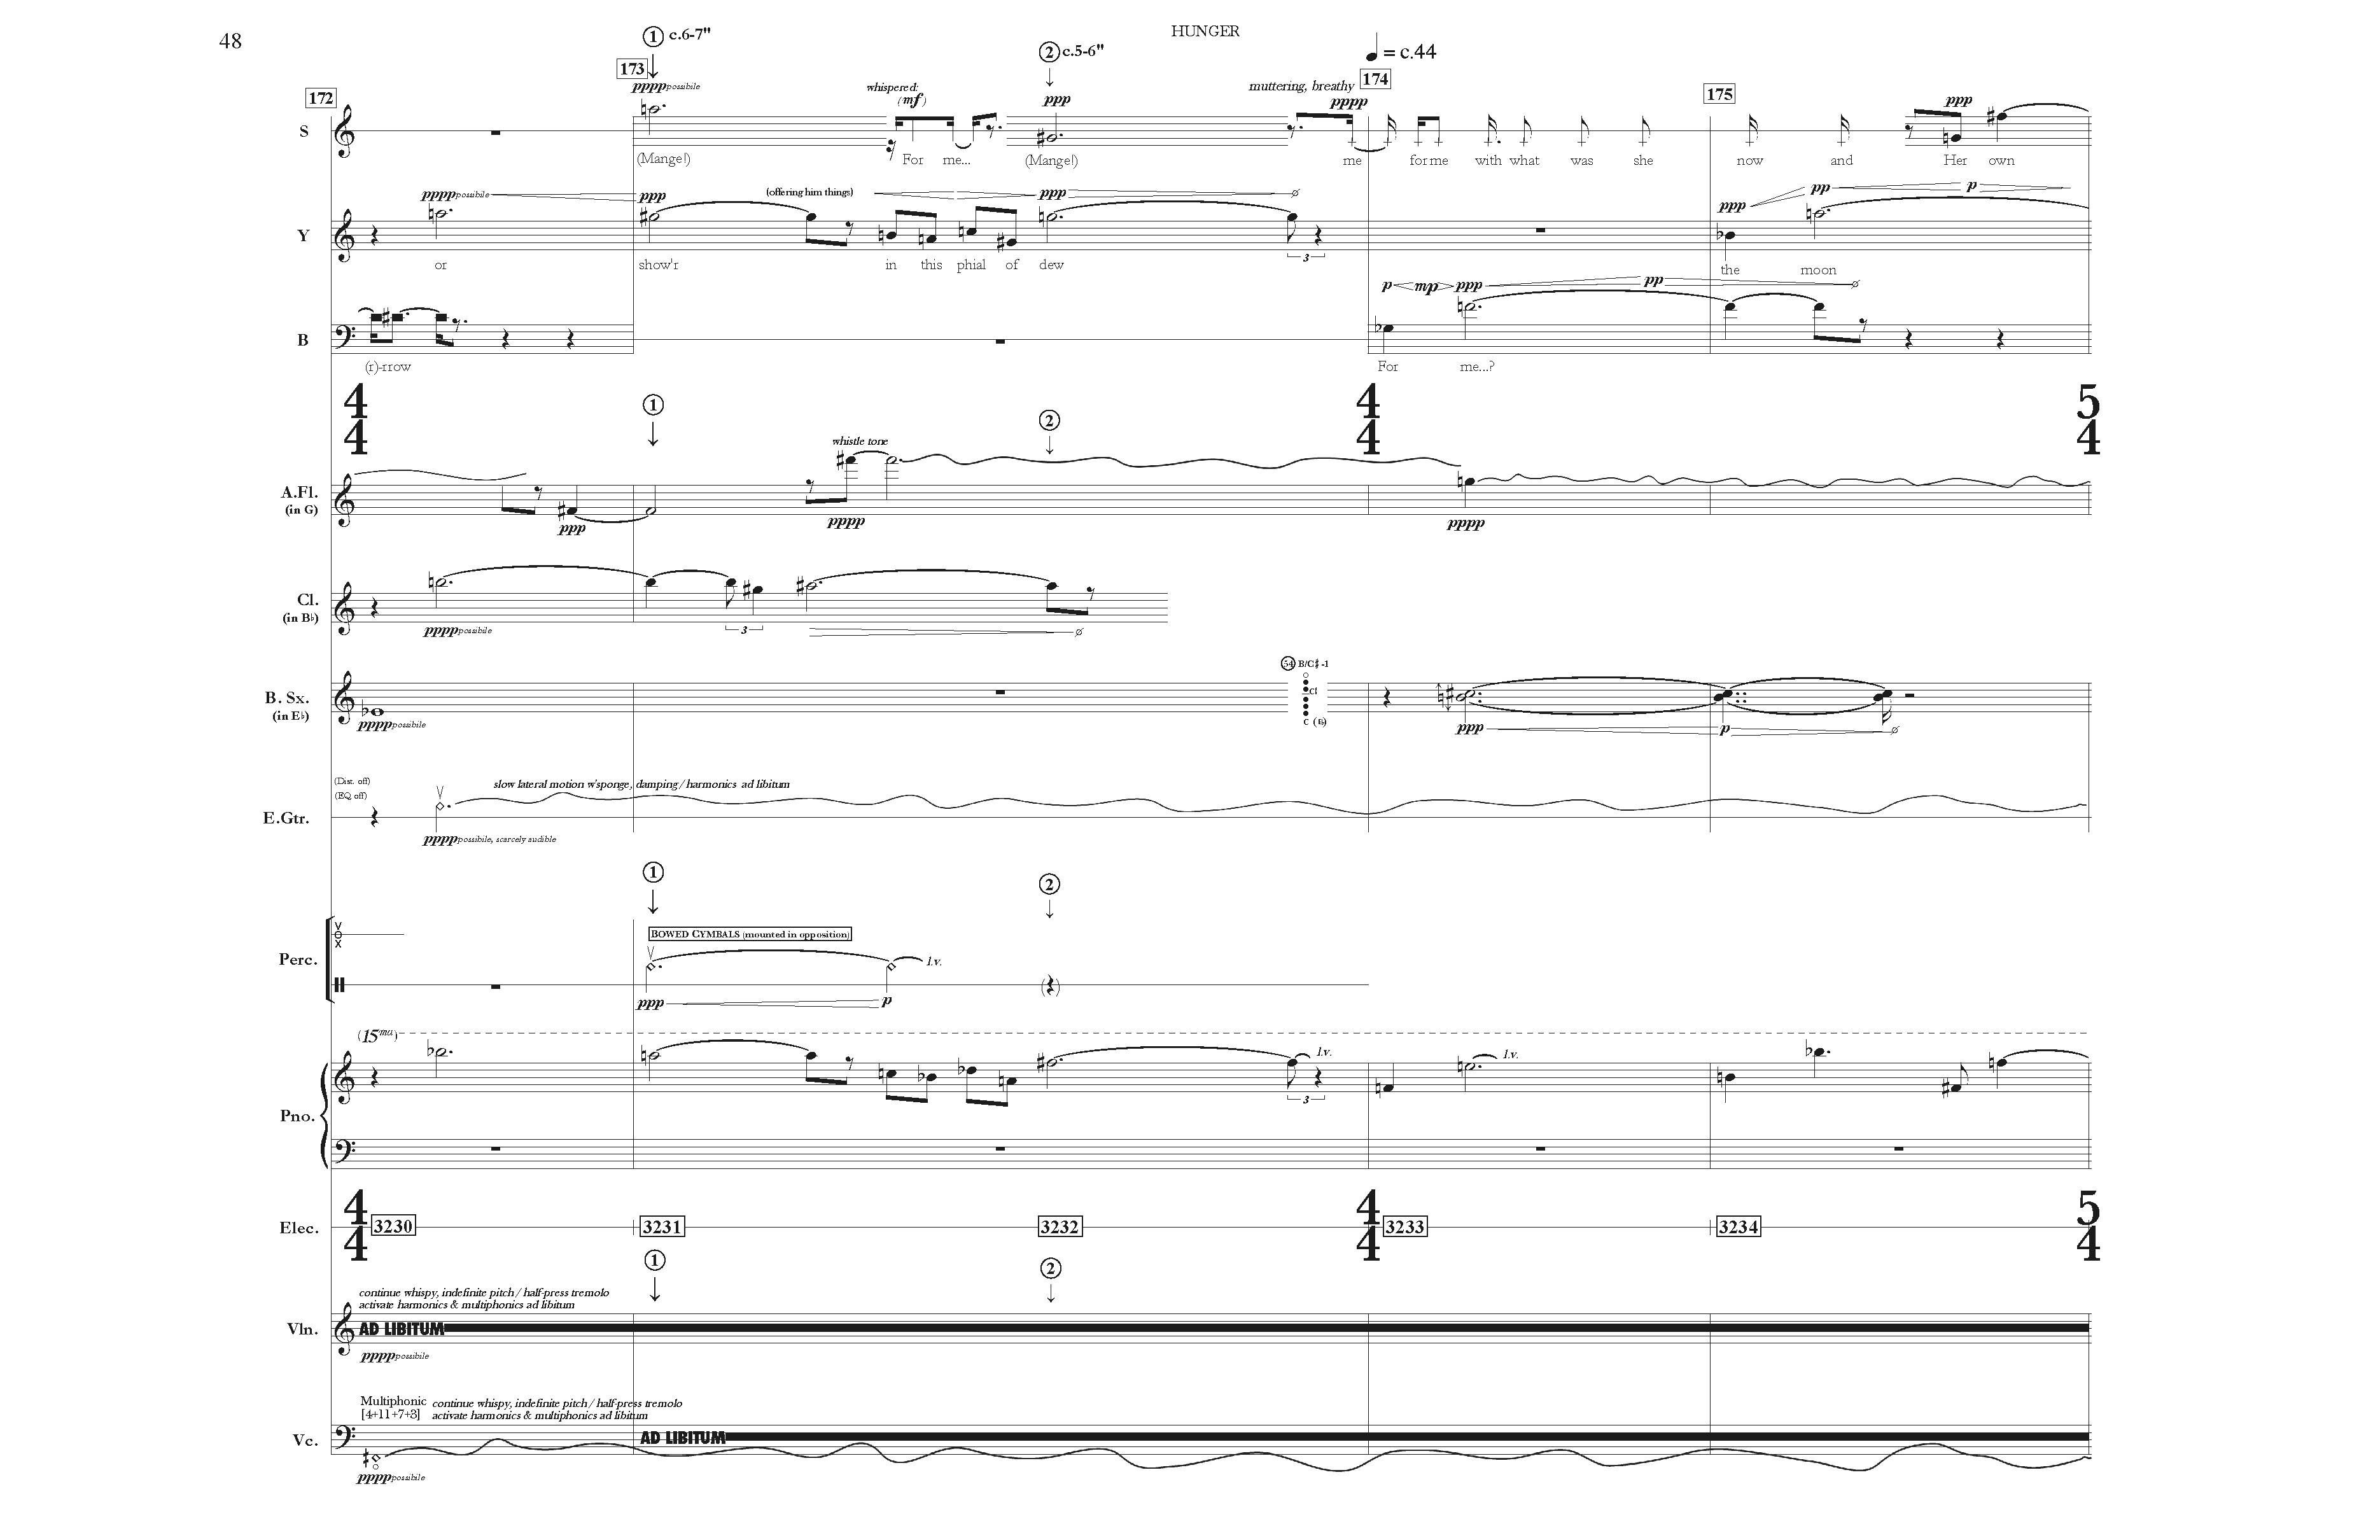 48
HUNGER
① c.6-7"
② c.5-6"
♩ = c.44
172
173
174
175
S
pppp possibile
whispered:
(mf)
ppp
muttering, breathy
pppp
ppp
(Mange!) For me... (Mange!) me for me with what was she now and Her own
Y
pppp possibile
ppp
(offering him things)
ppp
ppp
pp
p
3
or show'r in this phial of dew the moon
B
p mp ppp pp
(r)-rrow For me...?
4 4
① ②
4 4
5 4
A.Fl.
(in G)
whistle tone
ppp
pppp
pppp
Cl.
(in B♭)
pppp possibile
3
B. Sx.
(in E♭)
pppp possibile
54 B/C♯ -1
C (B)
ppp
p
E.Gtr.
(Dist. off)
(EQ off)
slow lateral motion w'sponge, damping / harmonics ad libitum
pppp possibile, scarcely audible
① ②
Perc.
BOWED CYMBALS (mounted in opposition)
l.v.
ppp
p
Pno.
(15ma)
l.v.
3
l.v.
4 4
4 4
5 4
Elec.
3230
3231
3232
3233
3234
① ②
Vln.
continue whispy, indefinite pitch / half-press tremolo
activate harmonics & multiphonics ad libitum
AD LIBITUM
pppp possibile
Vc.
Multiphonic
[4+11+7+3]
continue whispy, indefinite pitch / half-press tremolo
activate harmonics & multiphonics ad libitum
AD LIBITUM
pppp possibile